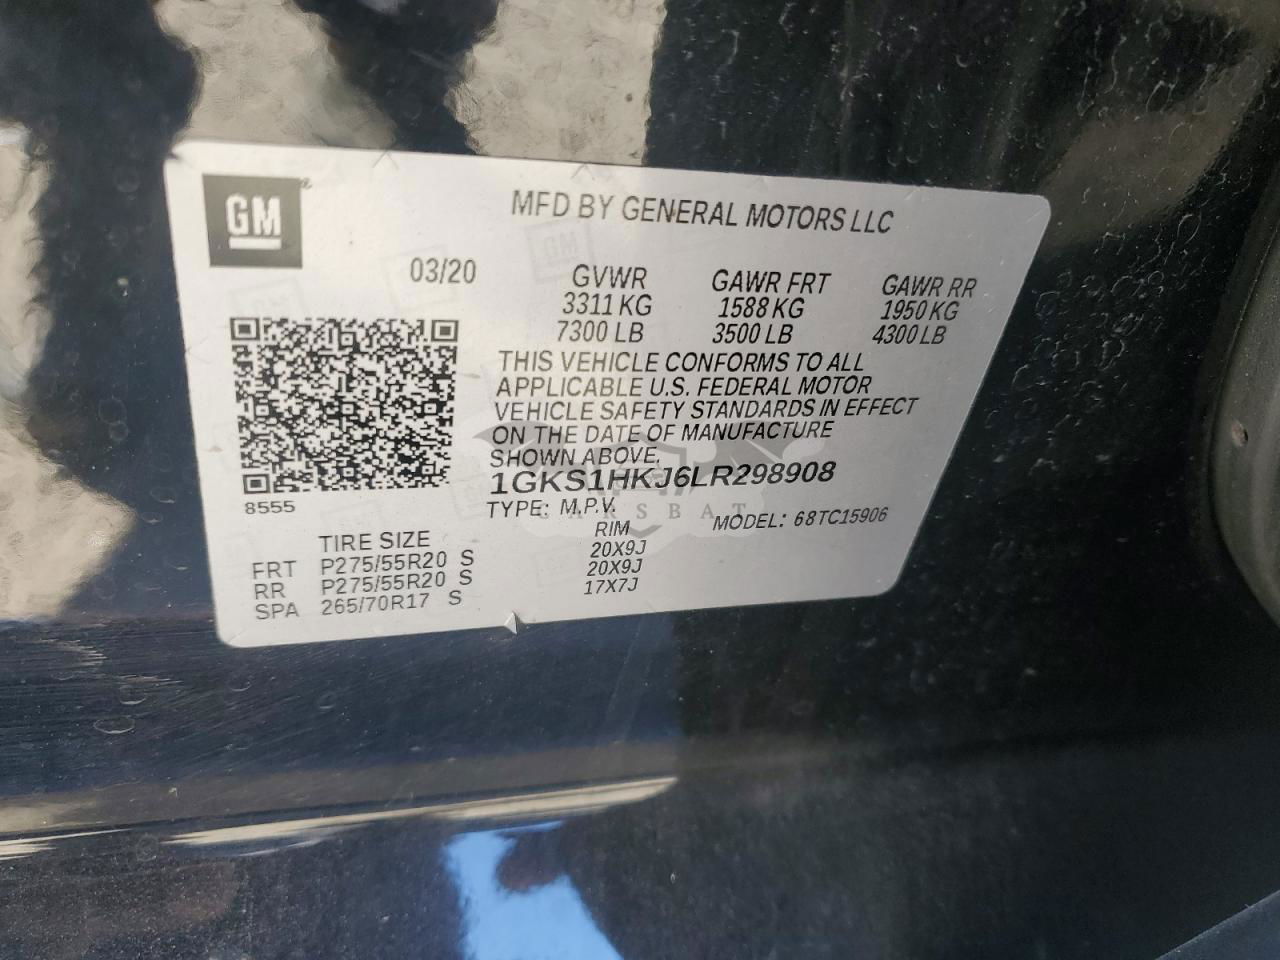 GM
MFD BY GENERAL MOTORS LLC
03/20
GVWR GAWR FRT GAWR RR
3311 KG 1588 KG 1950 KG
7300 LB 3500 LB 4300 LB
THIS VEHICLE CONFORMS TO ALL
APPLICABLE U.S. FEDERAL MOTOR
VEHICLE SAFETY STANDARDS IN EFFECT
ON THE DATE OF MANUFACTURE
SHOWN ABOVE.
1GKS1HKJ6LR298908
8555
TYPE: M.P.V. MODEL: 68TC15906
CARSBAT
TIRE SIZE RIM
FRT P275/55R20 S 20X9J
RR P275/55R20 S 20X9J
SPA 265/70R17 S 17X7J